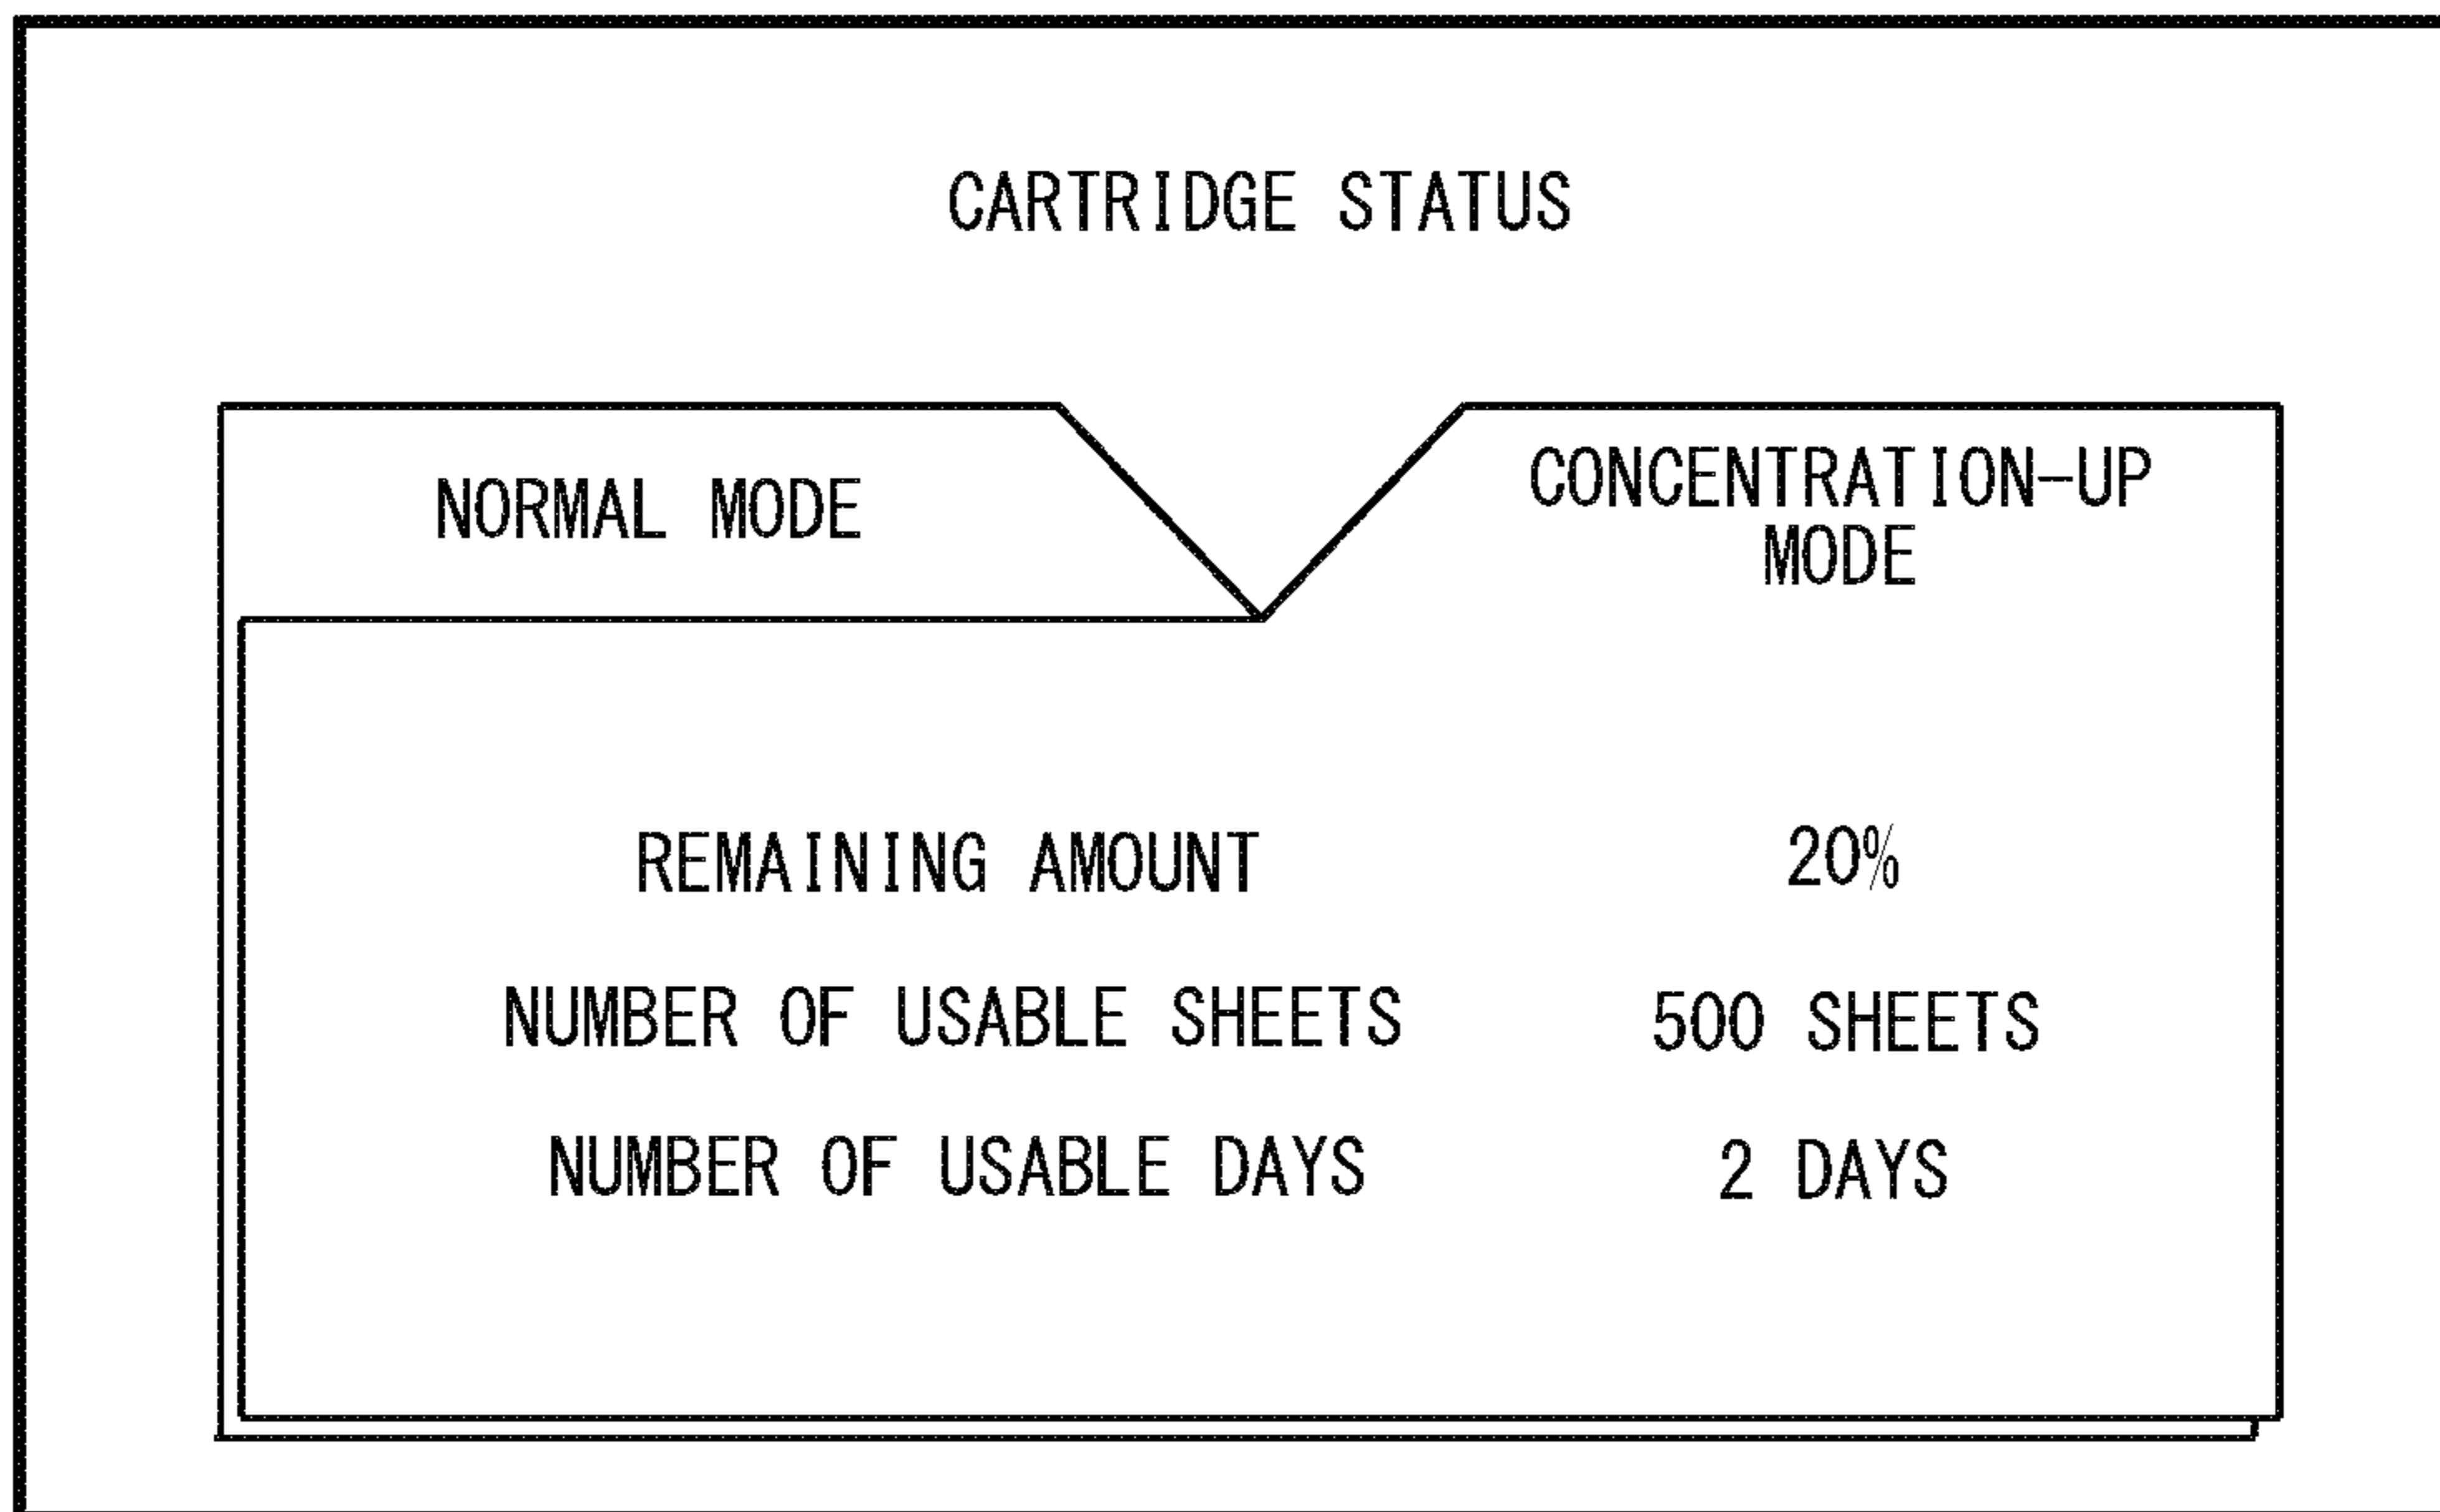 CARTRIDGE STATUS
NORMAL MODE
CONCENTRATION-UP
MODE
REMAINING AMOUNT 20%
NUMBER OF USABLE SHEETS 500 SHEETS
NUMBER OF USABLE DAYS 2 DAYS